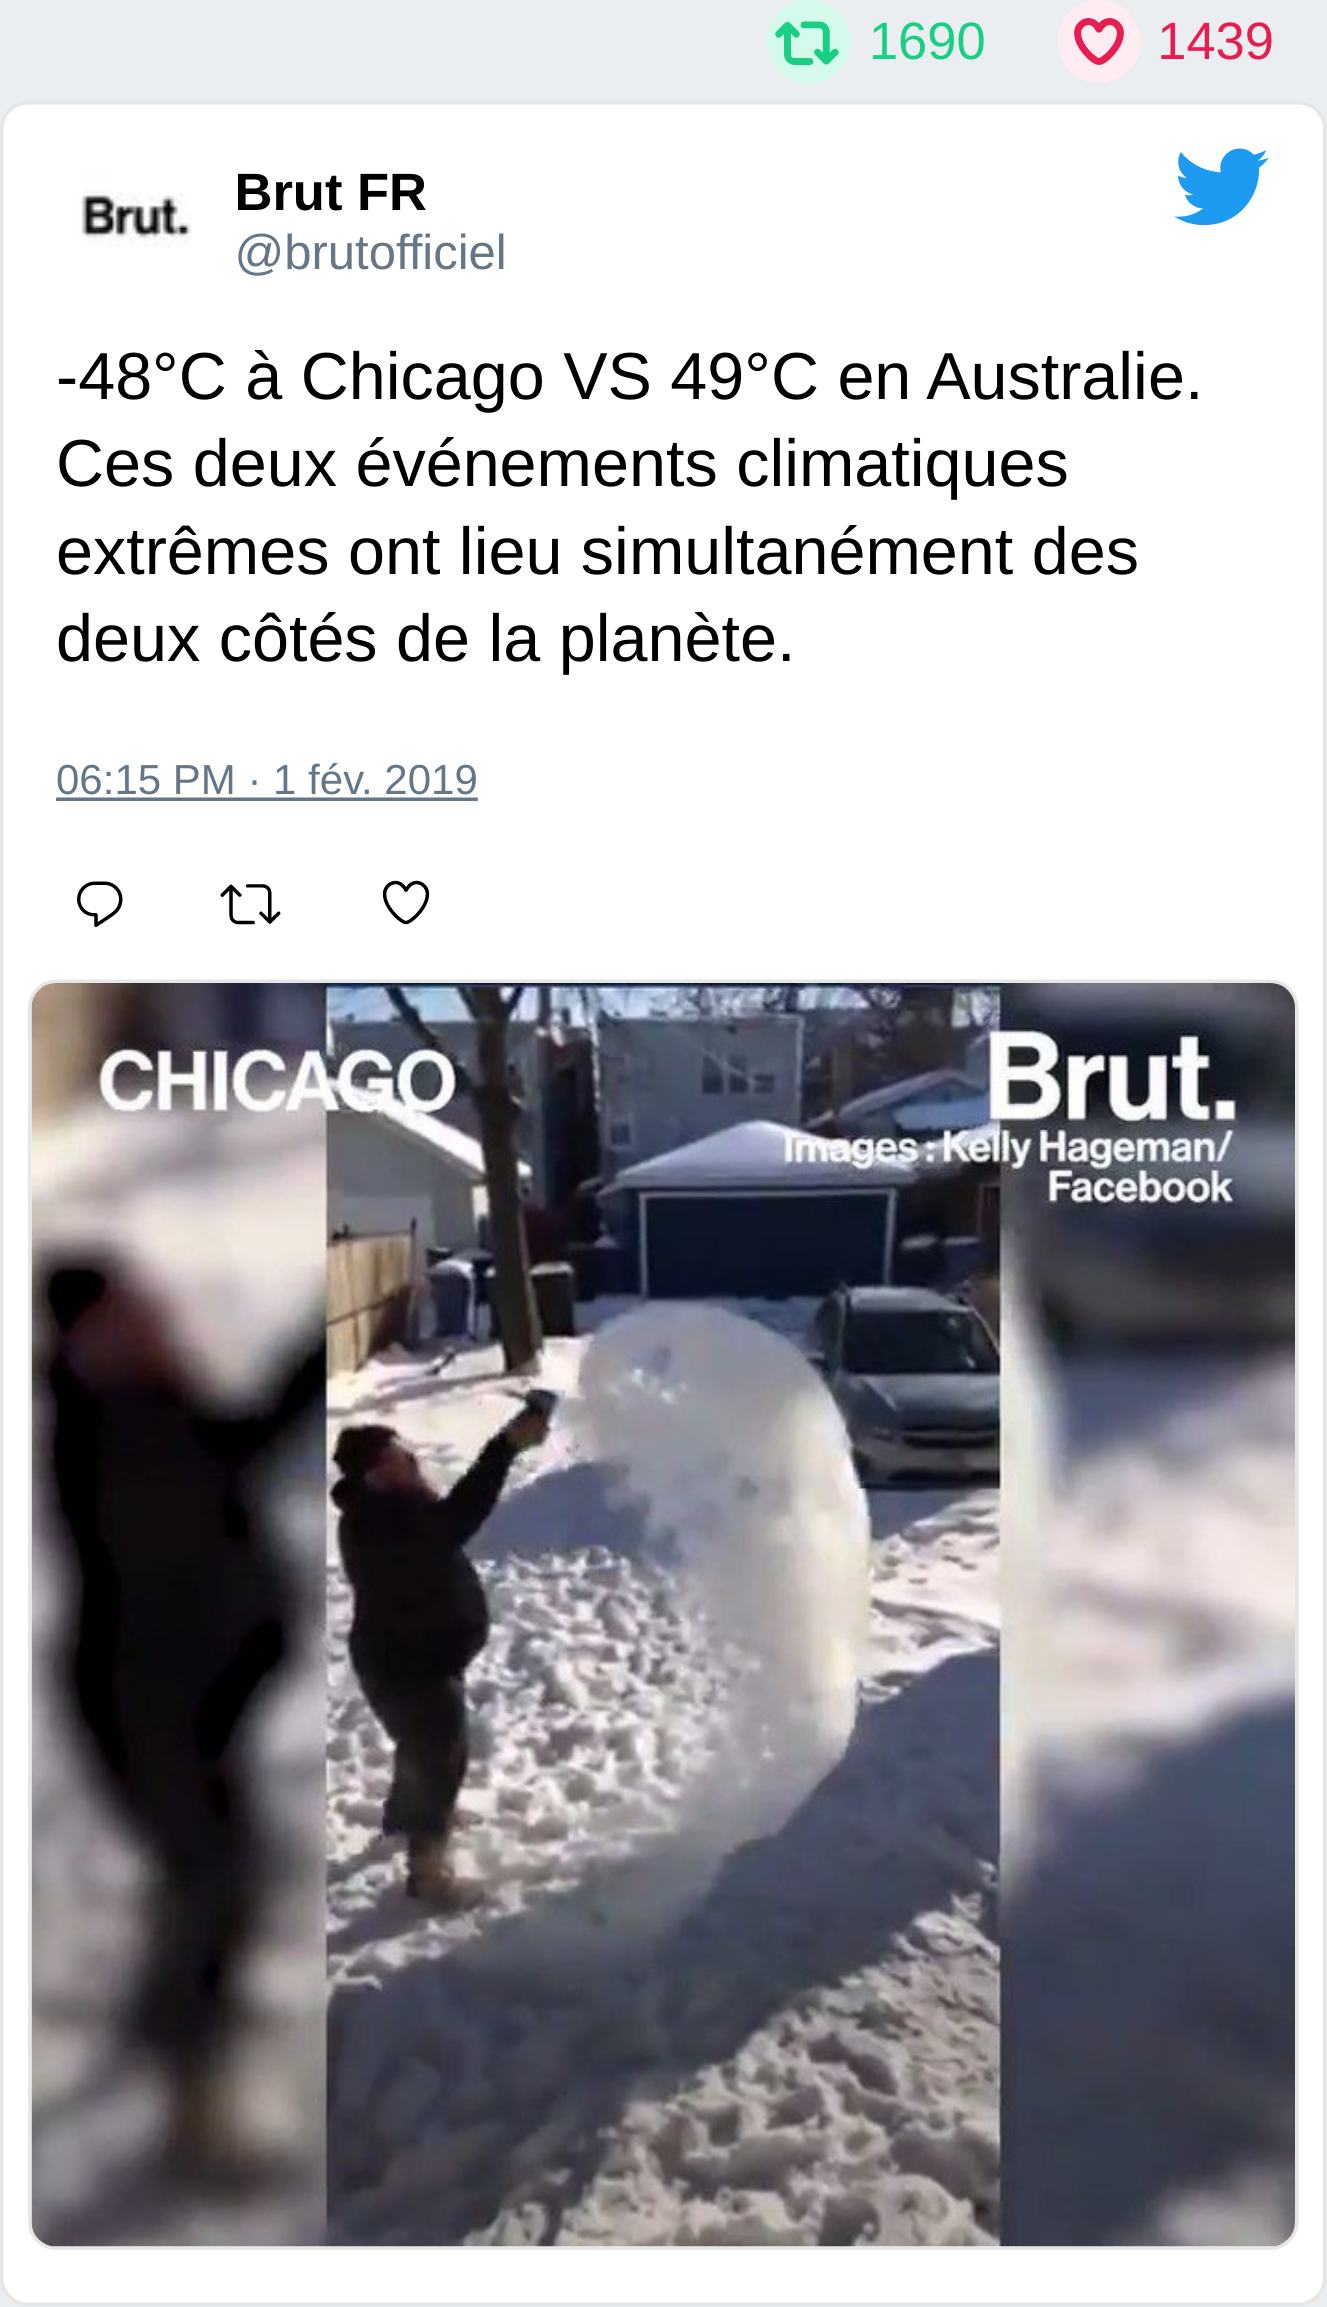 1690 1439
Brut.
Brut FR
@brutofficiel
-48°C à Chicago VS 49°C en Australie.
Ces deux événements climatiques
extrêmes ont lieu simultanément des
deux côtés de la planète.
06:15 PM · 1 fév. 2019
CHICAGO
Brut.
Images : Kelly Hageman/
Facebook